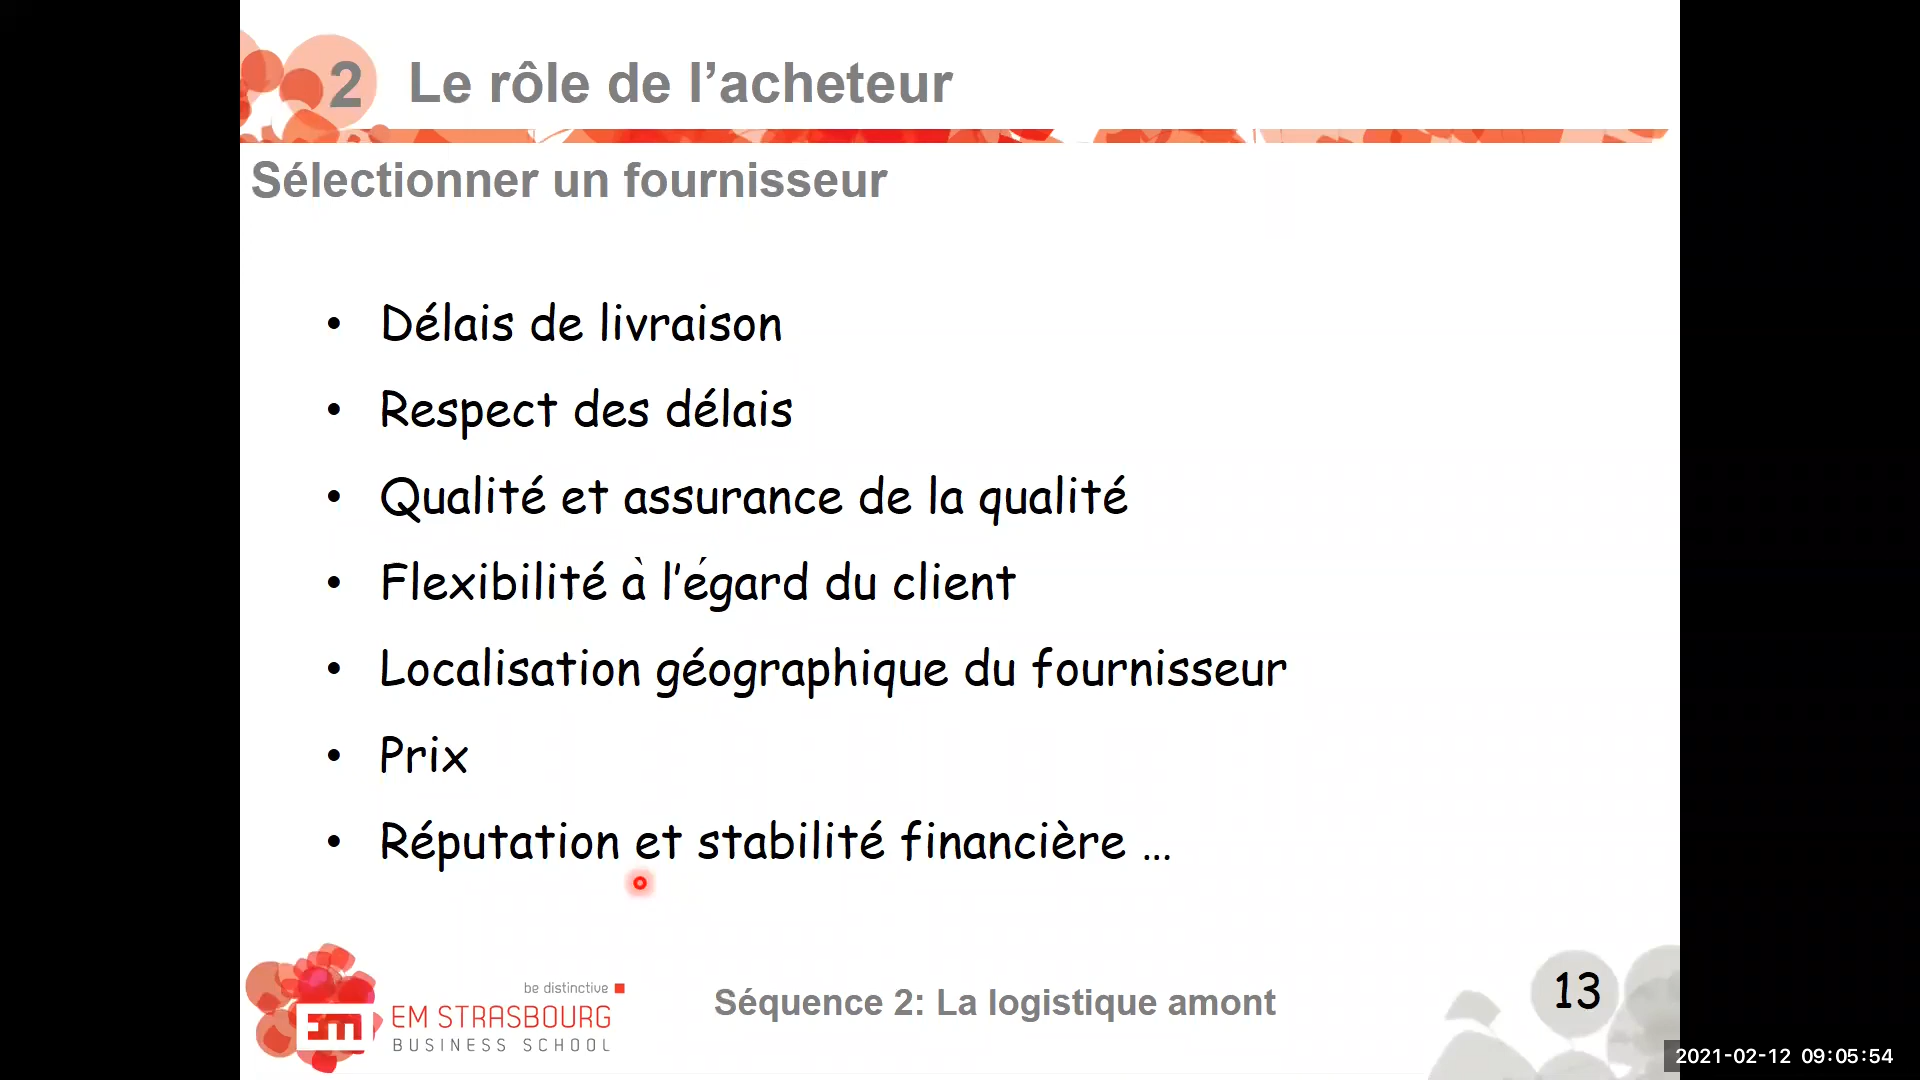 2 Le rôle de l’acheteur
Sélectionner un fournisseur
• Délais de livraison
• Respect des délais
• Qualité et assurance de la qualité
• Flexibilité à l’égard du client
• Localisation géographique du fournisseur
• Prix
• Réputation et stabilité financière ...
be distinctive
em
EM STRASBOURG
BUSINESS SCHOOL
Séquence 2: La logistique amont
13
2021-02-12 09:05:54